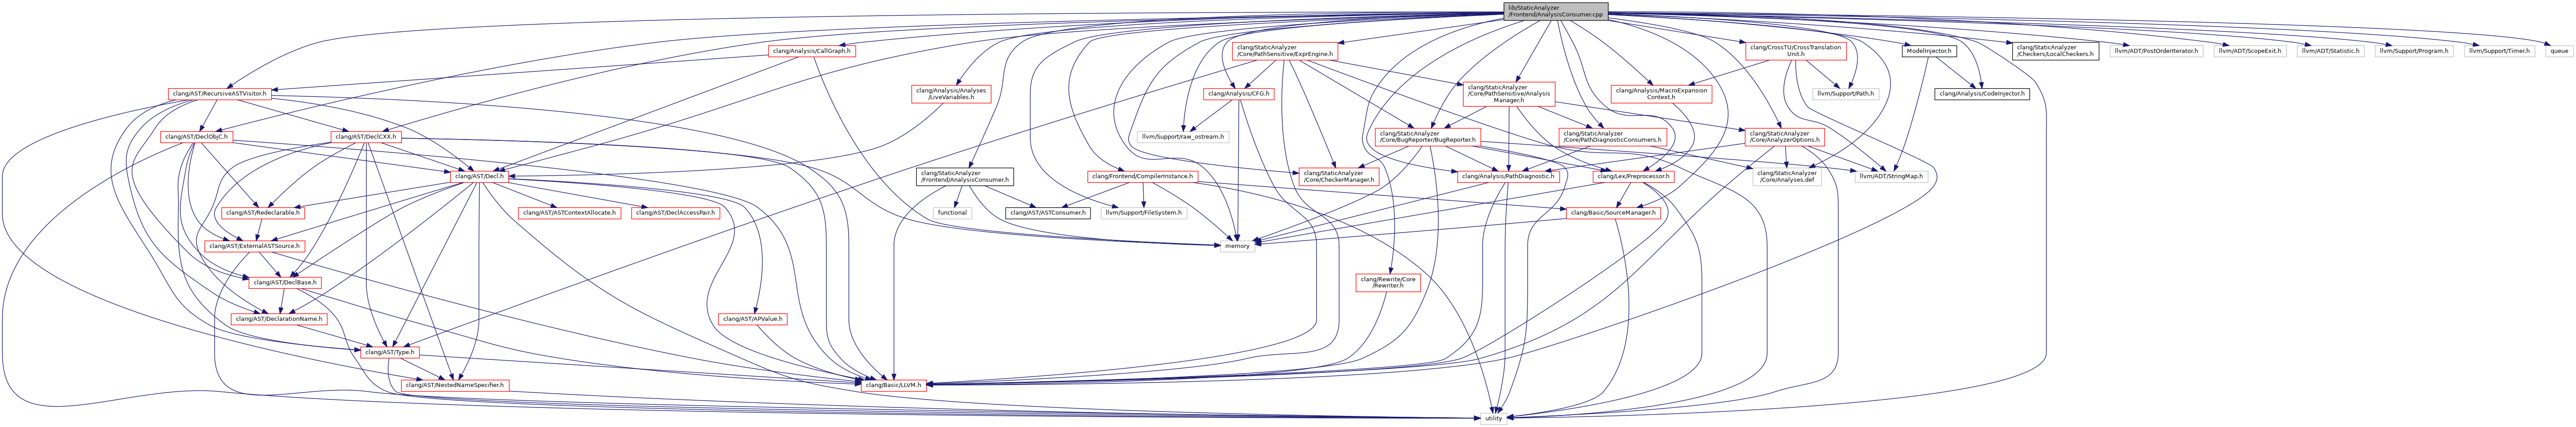 lib/StaticAnalyzer
/Frontend/AnalysisConsumer.cpp
clang/Analysis/CallGraph.h
clang/StaticAnalyzer
/Core/PathSensitive/ExprEngine.h
clang/CrossTU/CrossTranslation
Unit.h
ModelInjector.h
clang/StaticAnalyzer
/Checkers/LocalCheckers.h
llvm/ADT/PostOrderIterator.h
llvm/ADT/ScopeExit.h
llvm/ADT/Statistic.h
llvm/Support/Program.h
llvm/Support/Timer.h
queue
clang/AST/RecursiveASTVisitor.h
clang/Analysis/Analyses
/LiveVariables.h
clang/Analysis/CFG.h
clang/StaticAnalyzer
/Core/PathSensitive/Analysis
Manager.h
clang/Analysis/MacroExpansion
Context.h
llvm/Support/Path.h
clang/Analysis/CodeInjector.h
clang/AST/DeclObjC.h
clang/AST/DeclCXX.h
llvm/Support/raw_ostream.h
clang/StaticAnalyzer
/Core/BugReporter/BugReporter.h
clang/StaticAnalyzer
/Core/PathDiagnosticConsumers.h
clang/StaticAnalyzer
/Core/AnalyzerOptions.h
clang/AST/Decl.h
clang/StaticAnalyzer
/Frontend/AnalysisConsumer.h
clang/Frontend/CompilerInstance.h
clang/StaticAnalyzer
/Core/CheckerManager.h
clang/Analysis/PathDiagnostic.h
clang/Lex/Preprocessor.h
clang/StaticAnalyzer
/Core/Analyses.def
llvm/ADT/StringMap.h
clang/AST/Redeclarable.h
clang/AST/ASTContextAllocate.h
clang/AST/DeclAccessPair.h
functional
clang/AST/ASTConsumer.h
llvm/Support/FileSystem.h
clang/Basic/SourceManager.h
clang/AST/ExternalASTSource.h
memory
clang/AST/DeclBase.h
clang/Rewrite/Core
/Rewriter.h
clang/AST/DeclarationName.h
clang/AST/APValue.h
clang/AST/Type.h
clang/AST/NestedNameSpecifier.h
clang/Basic/LLVM.h
utility